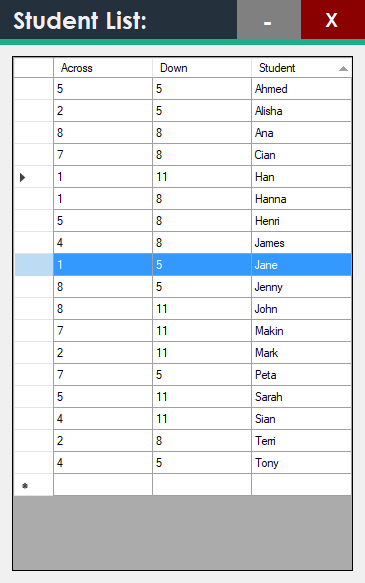 Student List: - X
Across Down Student
5 5 Ahmed
2 5 Alisha
8 8 Ana
7 8 Cian
1 11 Han
1 8 Hanna
5 8 Henri
4 8 James
1 5 Jane
8 5 Jenny
8 11 John
7 11 Makin
2 11 Mark
7 5 Peta
5 11 Sarah
4 11 Sian
2 8 Terri
4 5 Tony
*